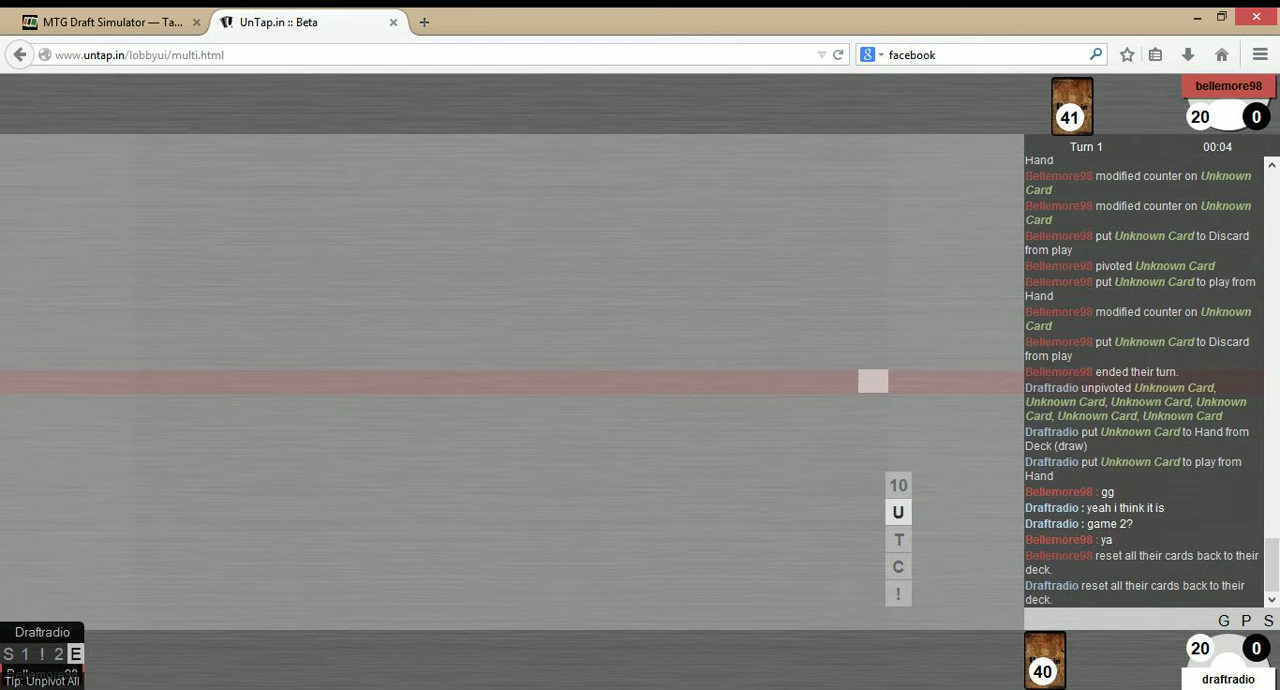 MTG Draft Simulator — Ta...
UnTap.in :: Beta
www.untap.in/lobbyui/multi.html
facebook
41
bellemore98
20 0
Turn 1 00:04
Hand
Bellemore98 modified counter on Unknown
Card
Bellemore98 modified counter on Unknown
Card
Bellemore98 put Unknown Card to Discard
from play
Bellemore98 pivoted Unknown Card
Bellemore98 put Unknown Card to play from
Hand
Bellemore98 modified counter on Unknown
Card
Bellemore98 put Unknown Card to Discard
from play
Bellemore98 ended their turn.
Draftradio unpivoted Unknown Card,
Unknown Card, Unknown Card, Unknown
Card, Unknown Card, Unknown Card
Draftradio put Unknown Card to Hand from
Deck (draw)
Draftradio put Unknown Card to play from
Hand
Bellemore98 : gg
Draftradio : yeah i think it is
Draftradio : game 2?
Bellemore98 : ya
Bellemore98 reset all their cards back to their
deck.
Draftradio reset all their cards back to their
deck.
10
U
T
C
!
G P S
Draftradio
S 1 ! 2 E
Tip: Unpivot All
40
20 0
draftradio